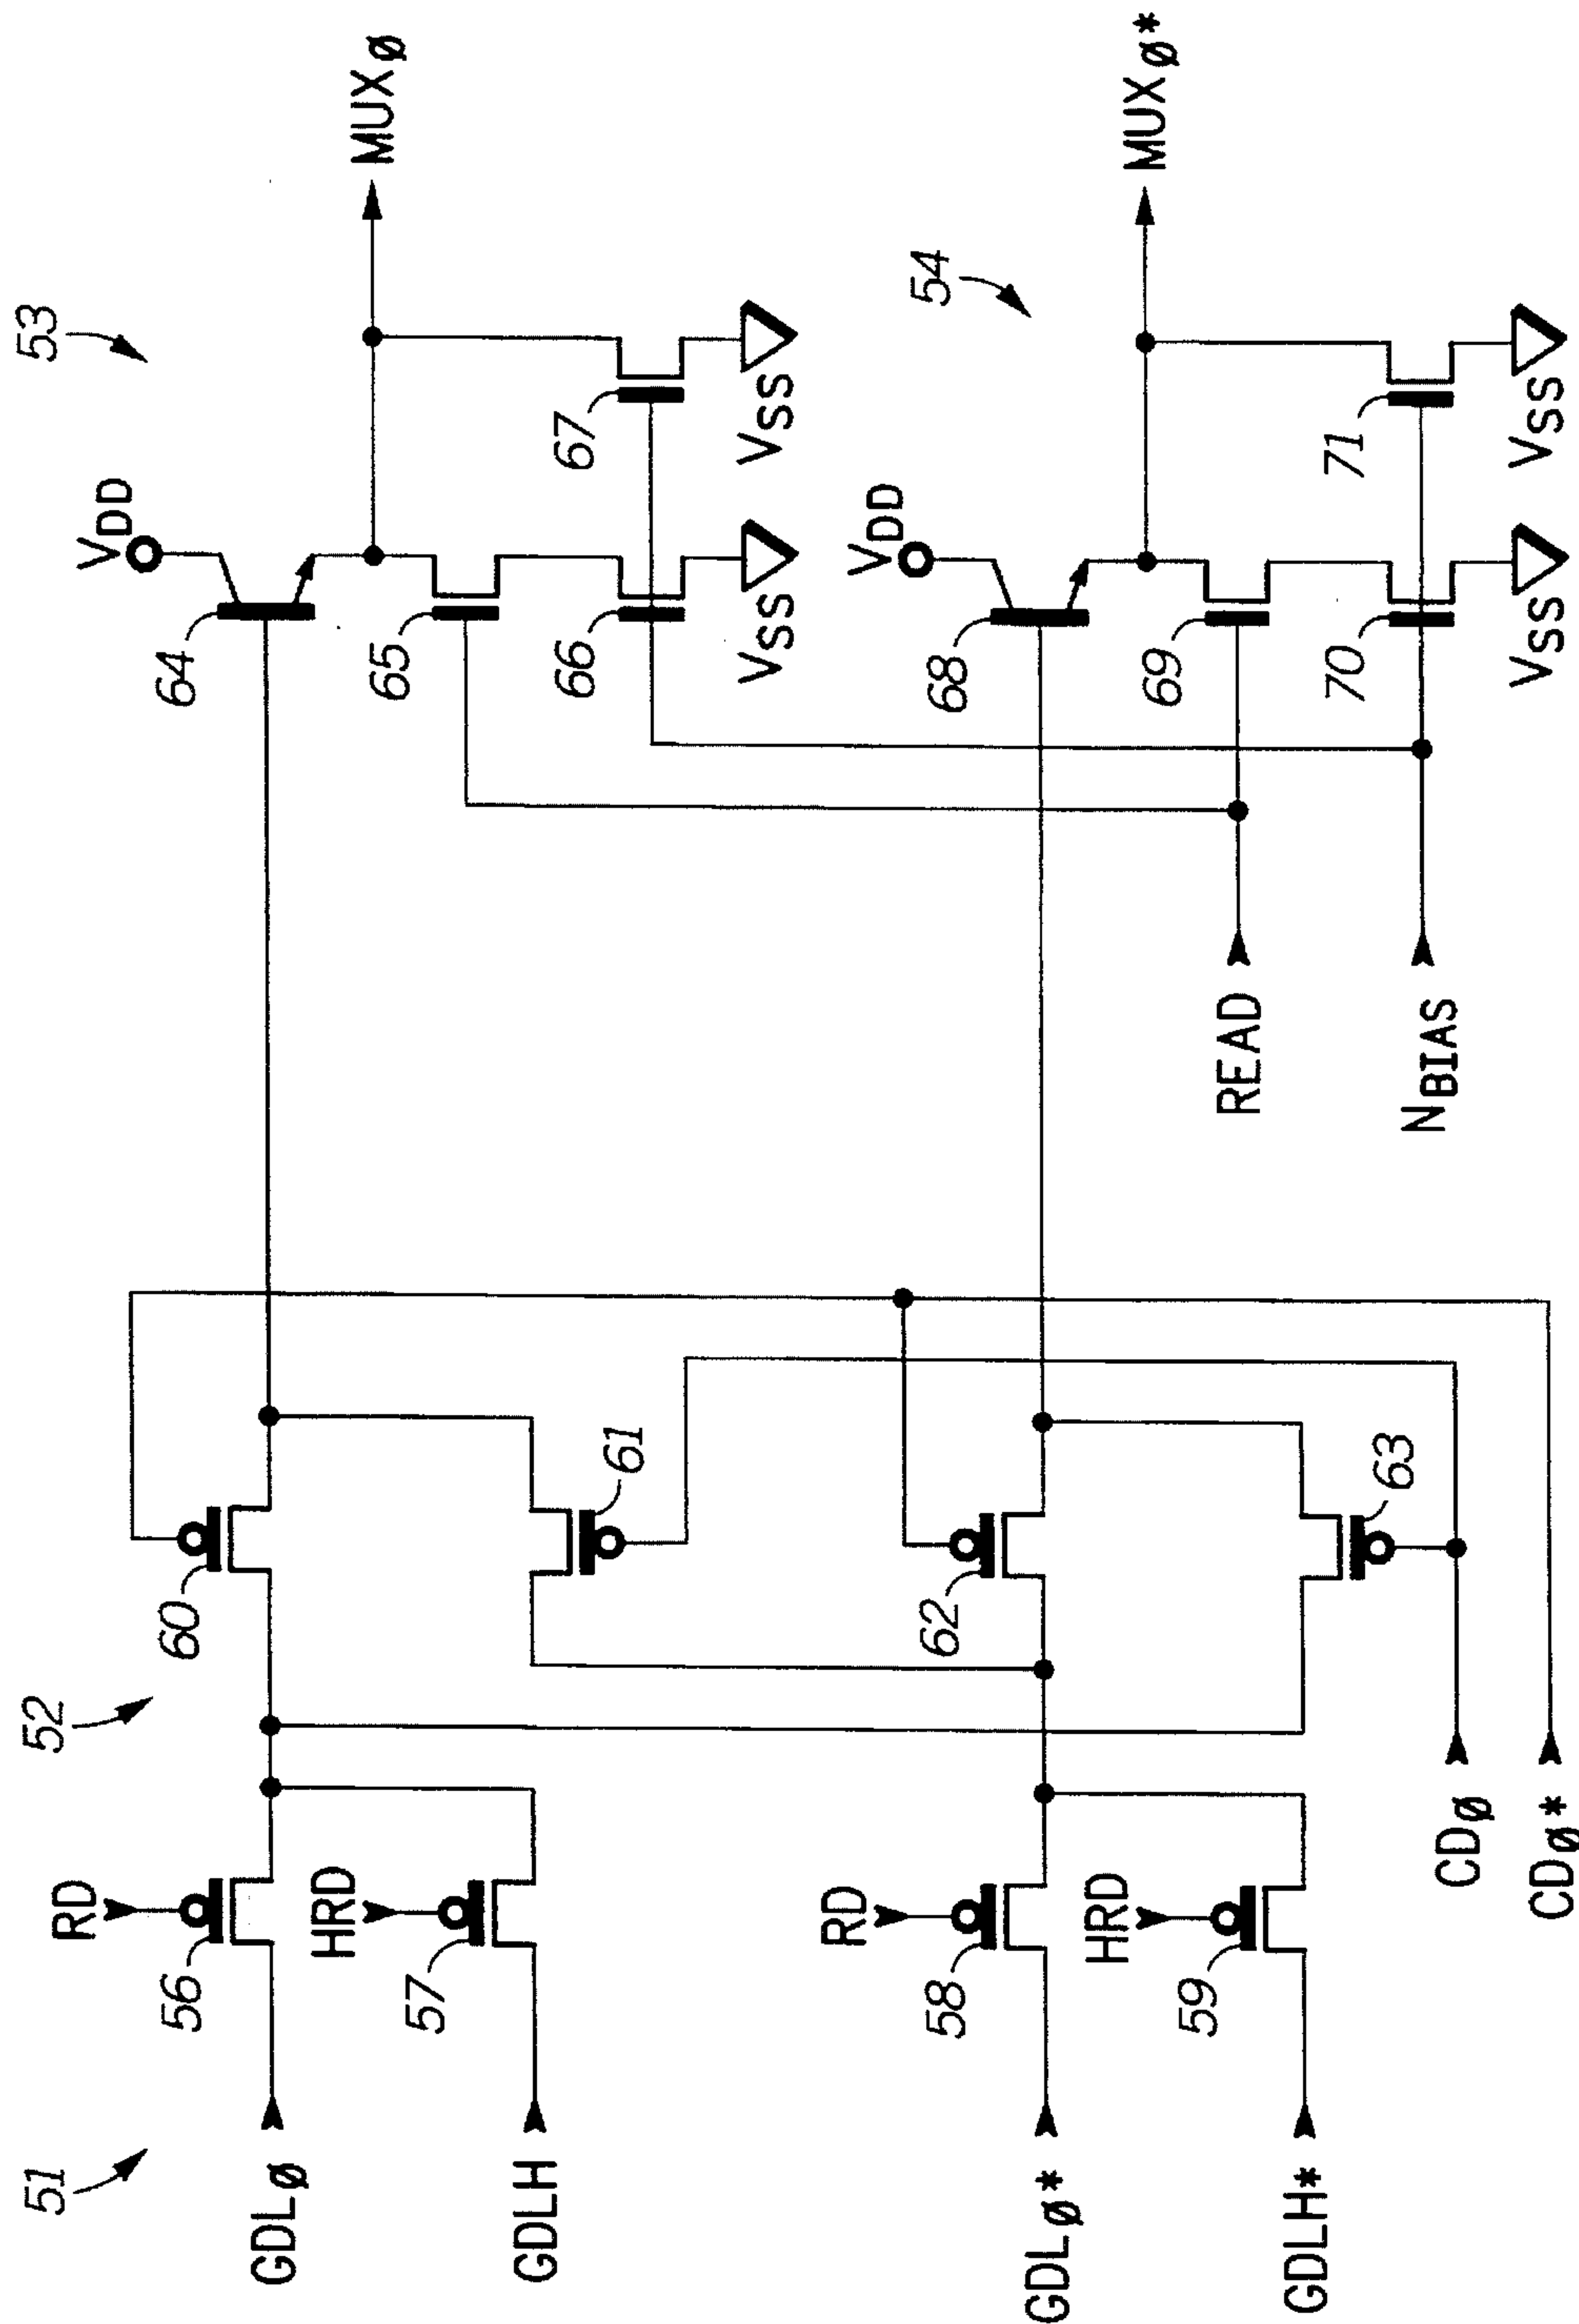 51
52
53
GDLØ
RD
56
60
64
VDD
MUXØ
GDLH
HRD
57
61
65
66
67
VSS
VSS
54
GDLØ*
RD
58
62
68
VDD
MUXØ*
GDLH*
HRD
59
63
READ
69
70
71
NBIAS
VSS
VSS
CDØ
CDØ*